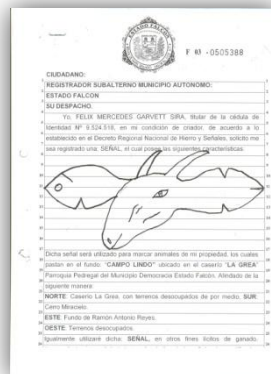 ESTADO FALCON
F 03 -0505388
CIUDADANO:
REGISTRADOR SUBALTERNO MUNICIPIO AUTONOMO:
ESTADO FALCON
SU DESPACHO.
Yo, FELIX MERCEDES GARVETT SIRA, titular de la cédula de
Identidad Nº 9.524.518, en mi condición de criador, de acuerdo a lo
establecido en el Decreto Regional Nacional de Hierro y Señales, solicito me
sea registrado una: SEÑAL, el cual posee las siguientes características
Dicha señal será utilizado para marcar animales de mi propiedad, los cuales
pastan en el fundo "CAMPO LINDO" ubicado en el caserío "LA GREA"
Parroquia Pedregal del Municipio Democracia Estado Falcón. Alindado de la
siguiente manera:
NORTE: Caserío La Grea, con terrenos desocupados de por medio, SUR:
Cerro Miracielo.
ESTE: Fundo de Ramón Antonio Reyes.
OESTE: Terrenos desocupados.
Igualmente utilizaré dicha: SEÑAL, en otros fines lícitos de ganado.